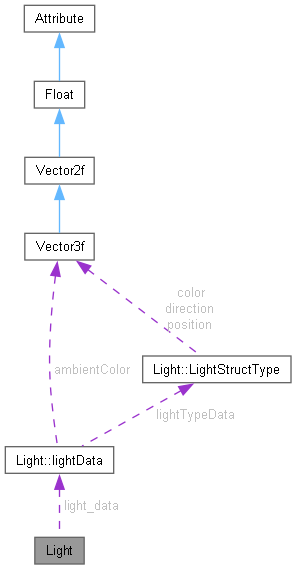 Attribute
Float
Vector2f
Vector3f
color
direction
position
ambientColor
Light::LightStructType
lightTypeData
Light::lightData
light_data
Light